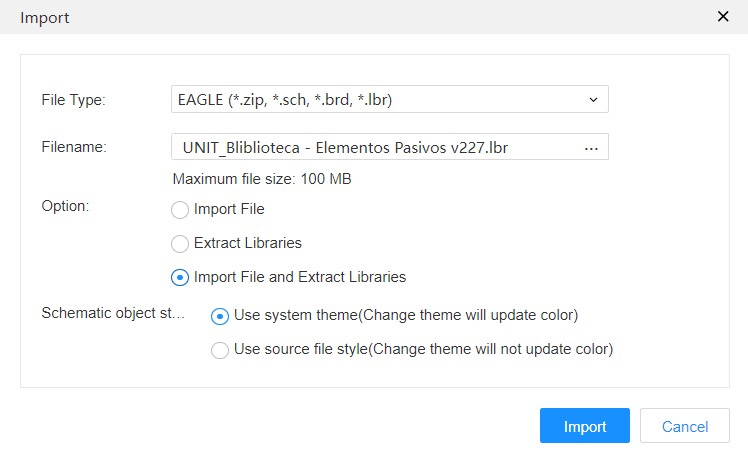 Import
File Type:
EAGLE (*.zip, *.sch, *.brd, *.lbr)
Filename:
UNIT_Bliblioteca - Elementos Pasivos v227.lbr
...
Maximum file size: 100 MB
Option:
Import File
Extract Libraries
Import File and Extract Libraries
Schematic object st...
Use system theme(Change theme will update color)
Use source file style(Change theme will not update color)
Import
Cancel